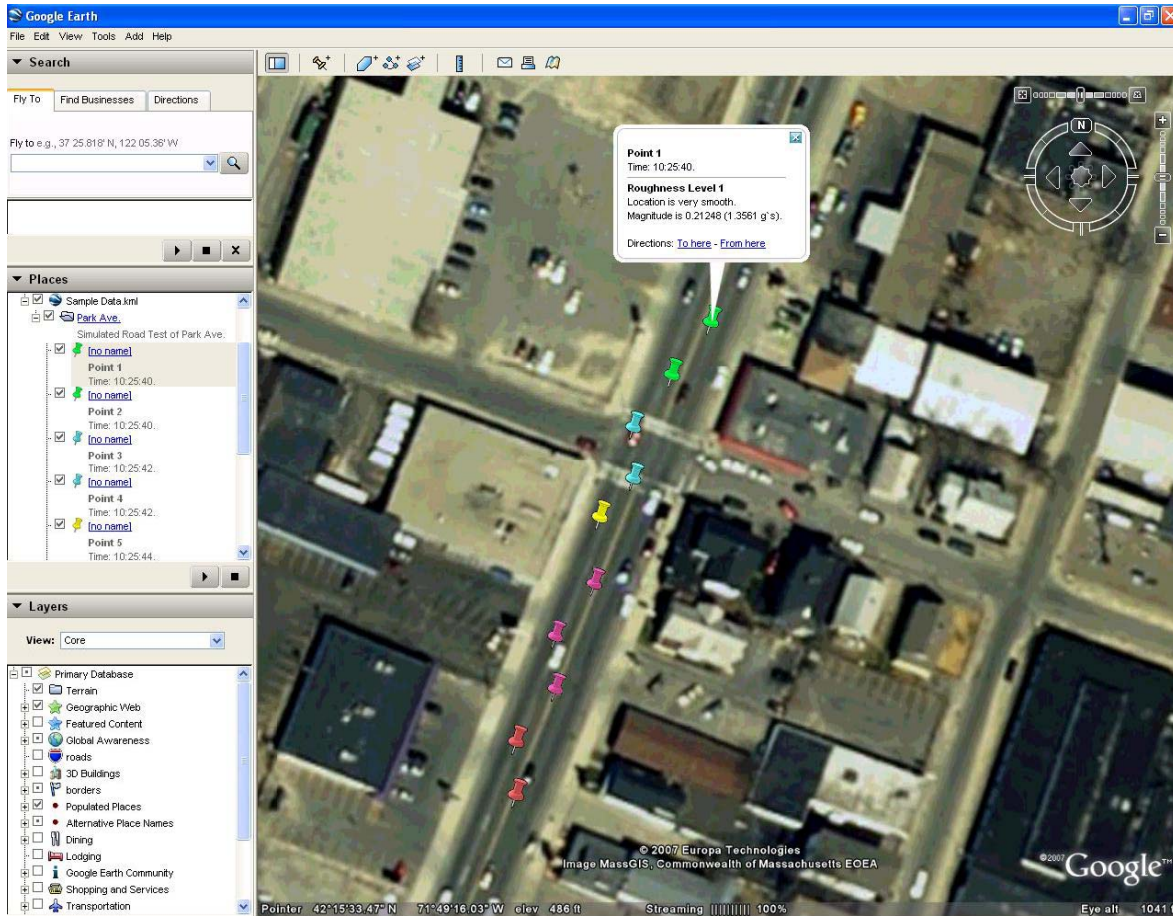 Google Earth
File Edit View Tools Add Help
Search
Fly To Find Businesses Directions
Fly to e.g., 37 25.818' N, 122 05.36' W
Places
Sample Data.kml
Park Ave.
Simulated Road Test of Park Ave.
[no name]
Point 1
Time: 10:25:40.
[no name]
Point 2
Time: 10:25:40.
[no name]
Point 3
Time: 10:25:42.
[no name]
Point 4
Time: 10:25:42.
[no name]
Point 5
Time: 10:25:44.
Layers
View: Core
Primary Database
Terrain
Geographic Web
Featured Content
Global Awareness
roads
3D Buildings
borders
Populated Places
Alternative Place Names
Dining
Lodging
Google Earth Community
Shopping and Services
Transportation
Point 1
Time: 10:25:40.
Roughness Level 1
Location is very smooth.
Magnitude is 0.21248 (1.3561 g`s).
Directions: To here - From here
N
© 2007 Europa Technologies
Image MassGIS, Commonwealth of Massachusetts EOEA
©2007 Google™
Pointer 42°15'33.47" N 71°49'16.03" W elev 486 ft Streaming |||||||||| 100% Eye alt 1041